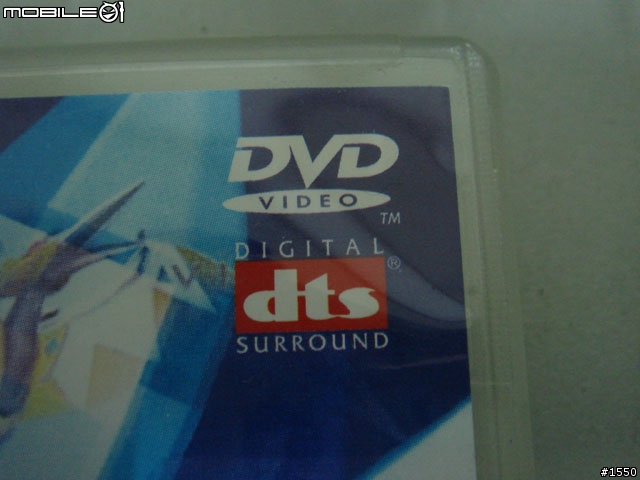 MOBILE01
DVD
VIDEO
TM
DIGITAL
dts®
SURROUND
#1550